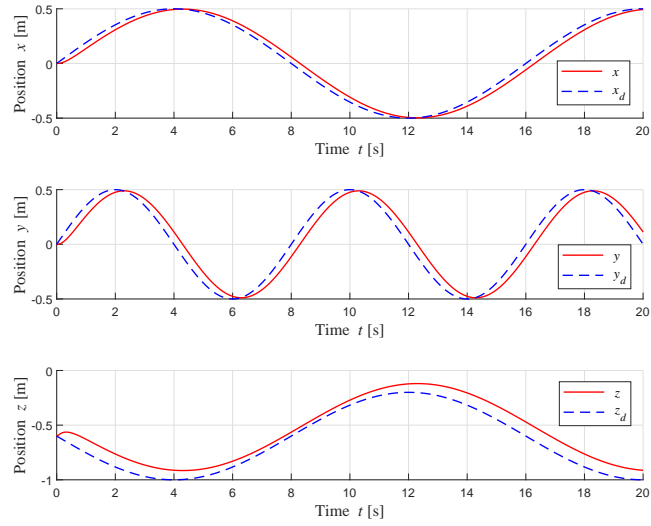 0.5
0
-0.5
Position x [m]
0 2 4 6 8 10 12 14 16 18 20
Time t [s]
x
x_d
0.5
0
-0.5
Position y [m]
0 2 4 6 8 10 12 14 16 18 20
Time t [s]
y
y_d
0
-0.5
-1
Position z [m]
0 2 4 6 8 10 12 14 16 18 20
Time t [s]
z
z_d